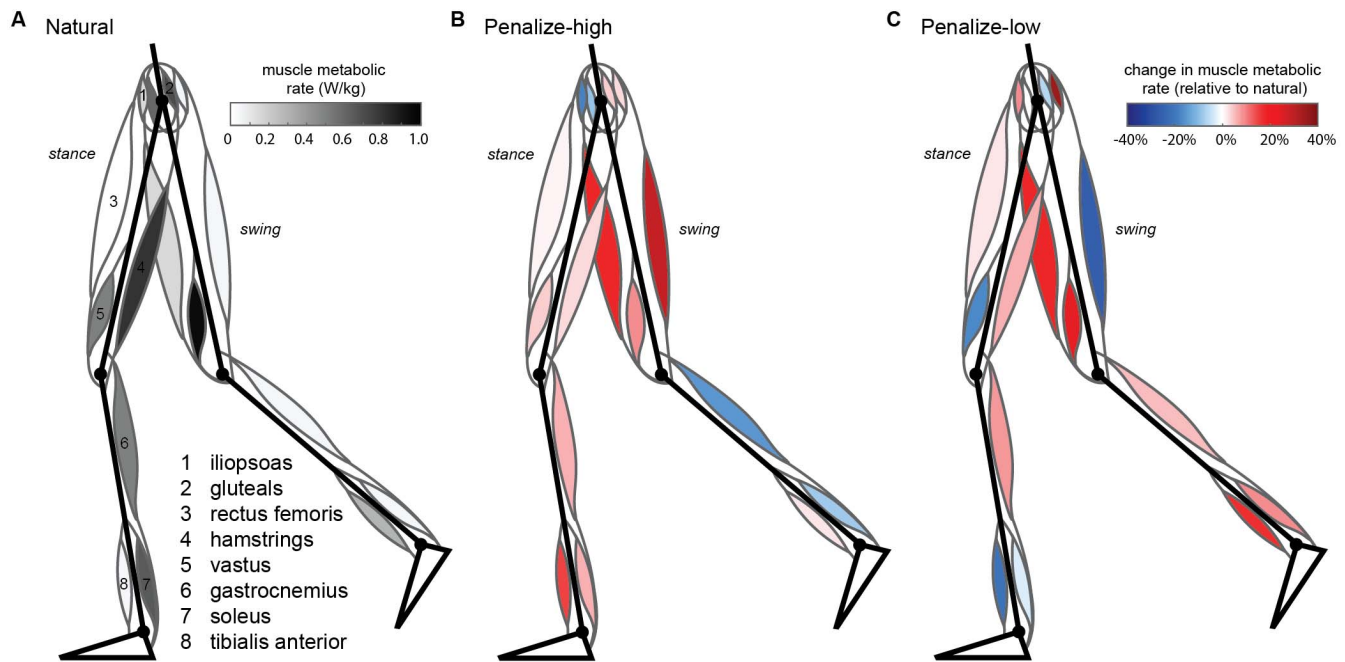 A Natural
muscle metabolic
rate (W/kg)
0 0.2 0.4 0.6 0.8 1.0
stance
swing
1 2
3
4
5
6
8 7
1 iliopsoas
2 gluteals
3 rectus femoris
4 hamstrings
5 vastus
6 gastrocnemius
7 soleus
8 tibialis anterior
B Penalize-high
stance
swing
C Penalize-low
change in muscle metabolic
rate (relative to natural)
-40% -20% 0% 20% 40%
stance
swing